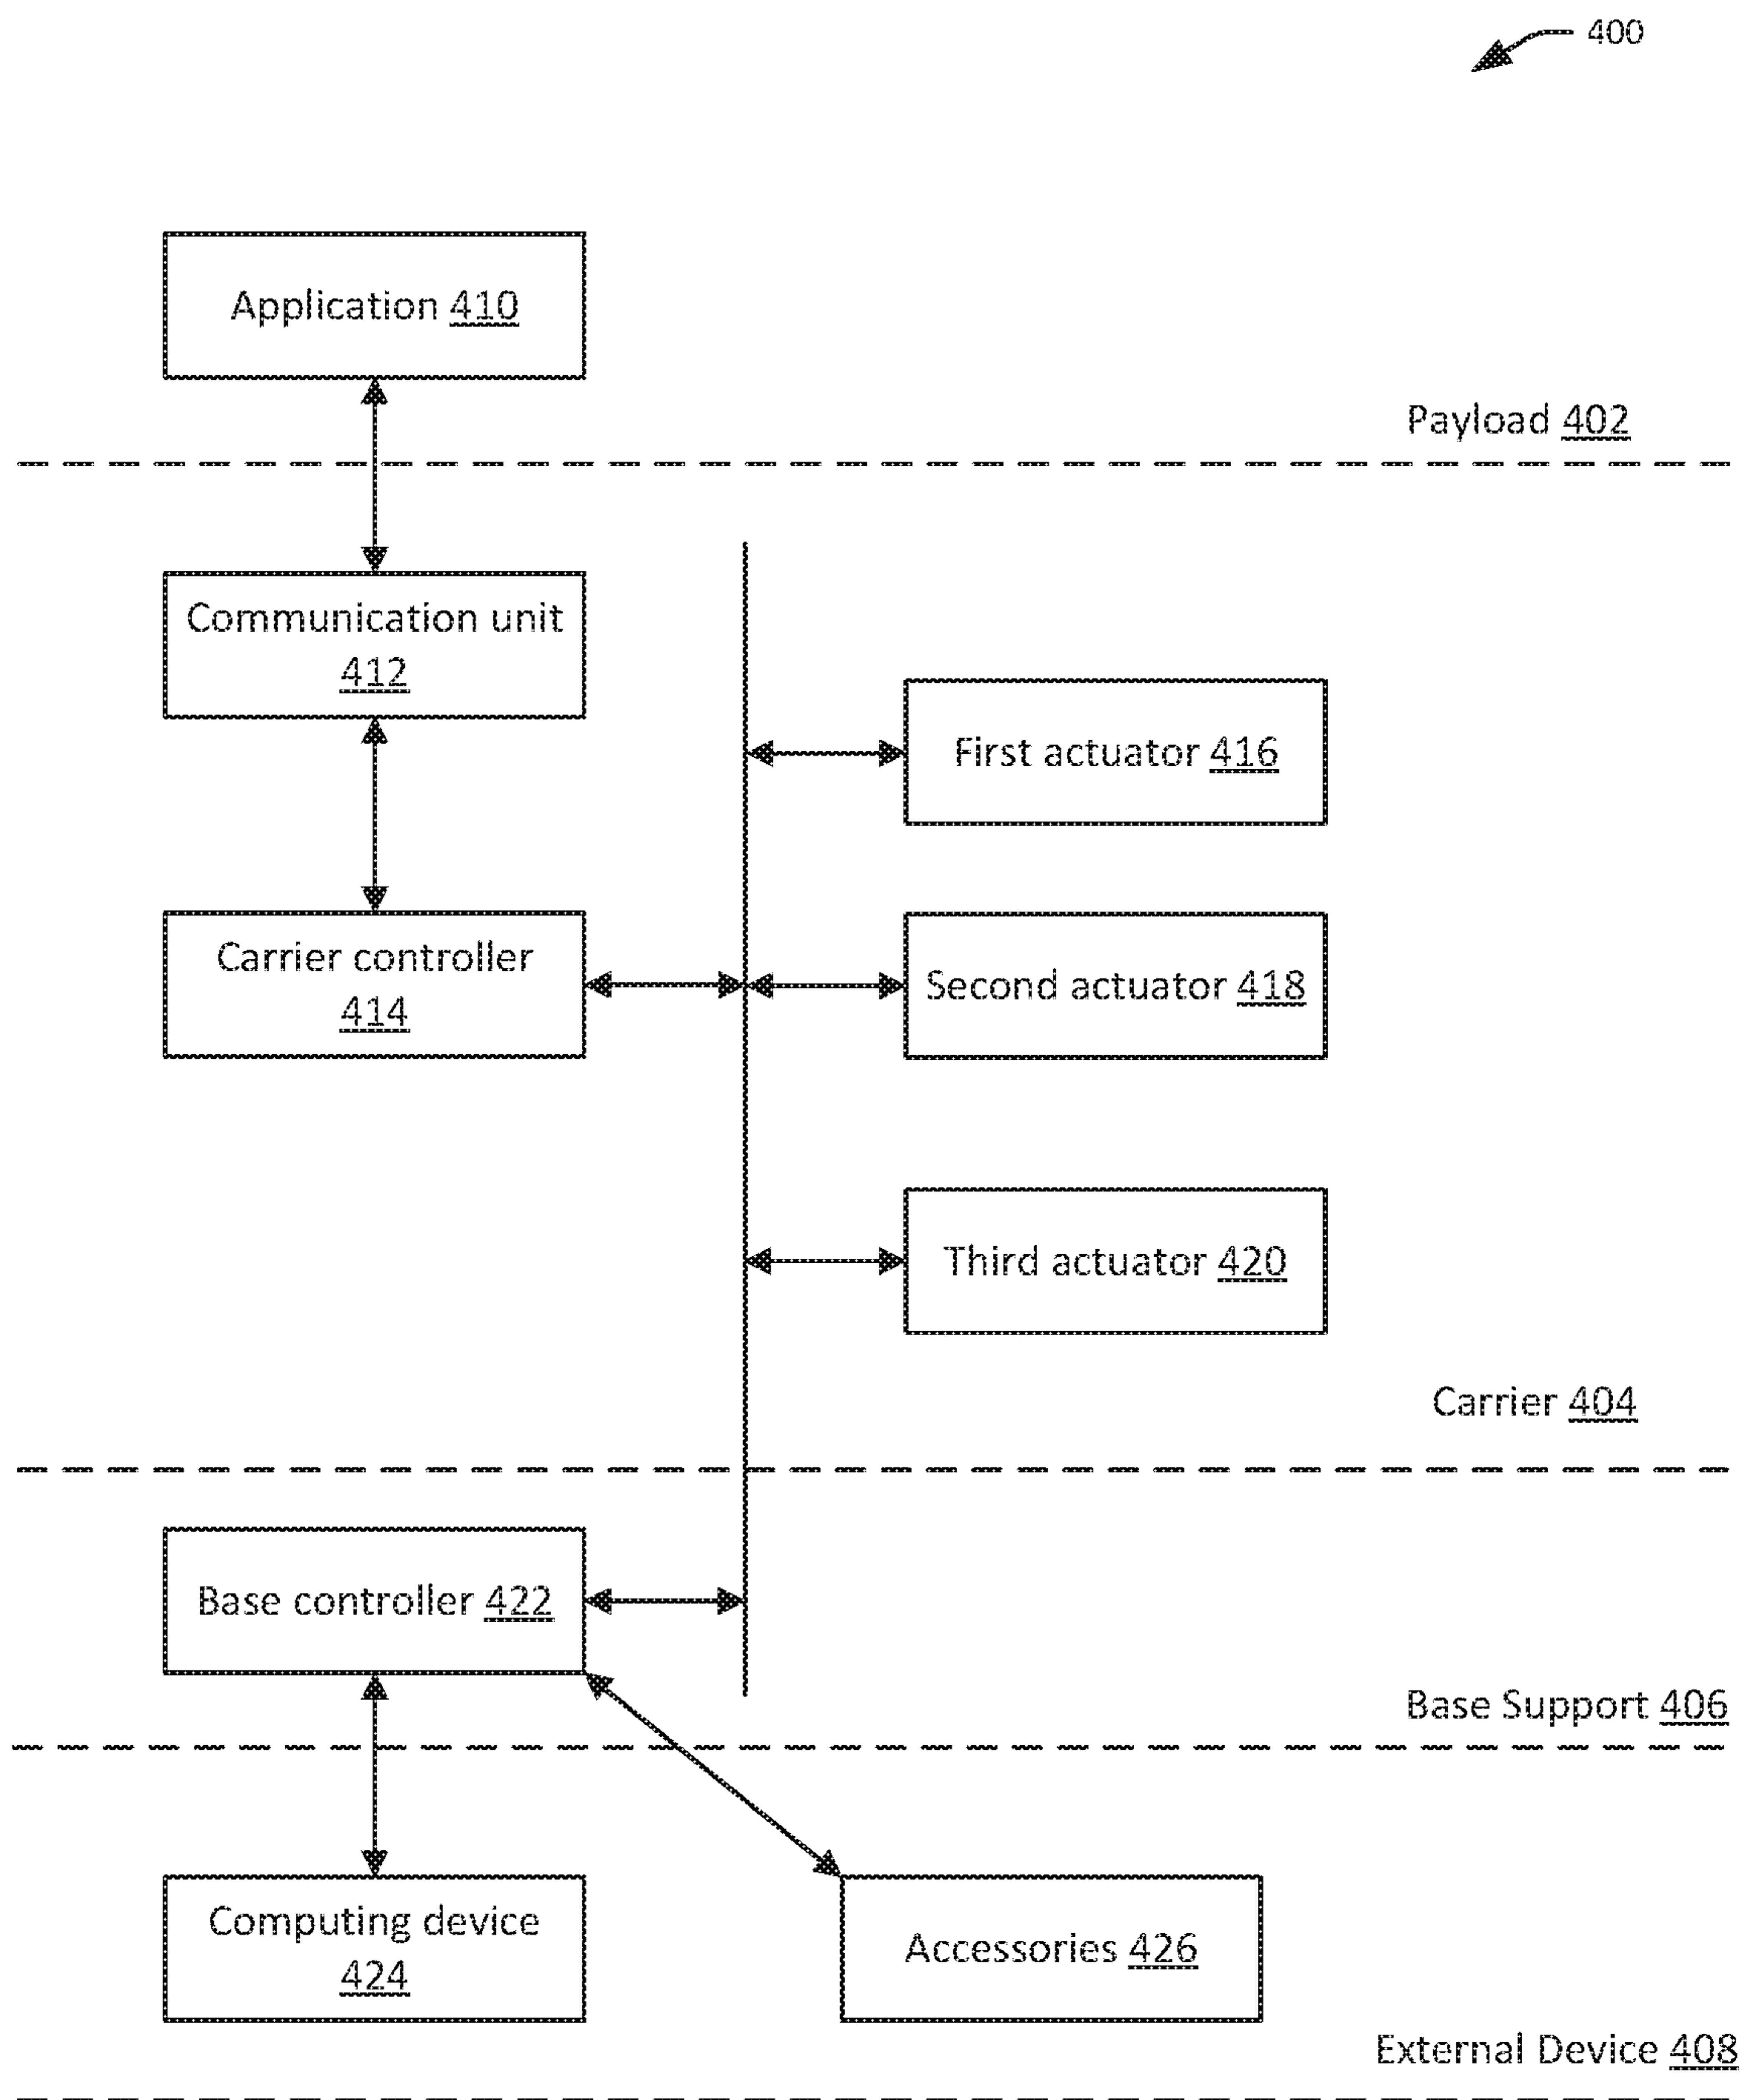 400
Application 410
Payload 402
Communication unit
412
First actuator 416
Carrier controller
414
Second actuator 418
Third actuator 420
Carrier 404
Base controller 422
Base Support 406
Computing device
424
Accessories 426
External Device 408